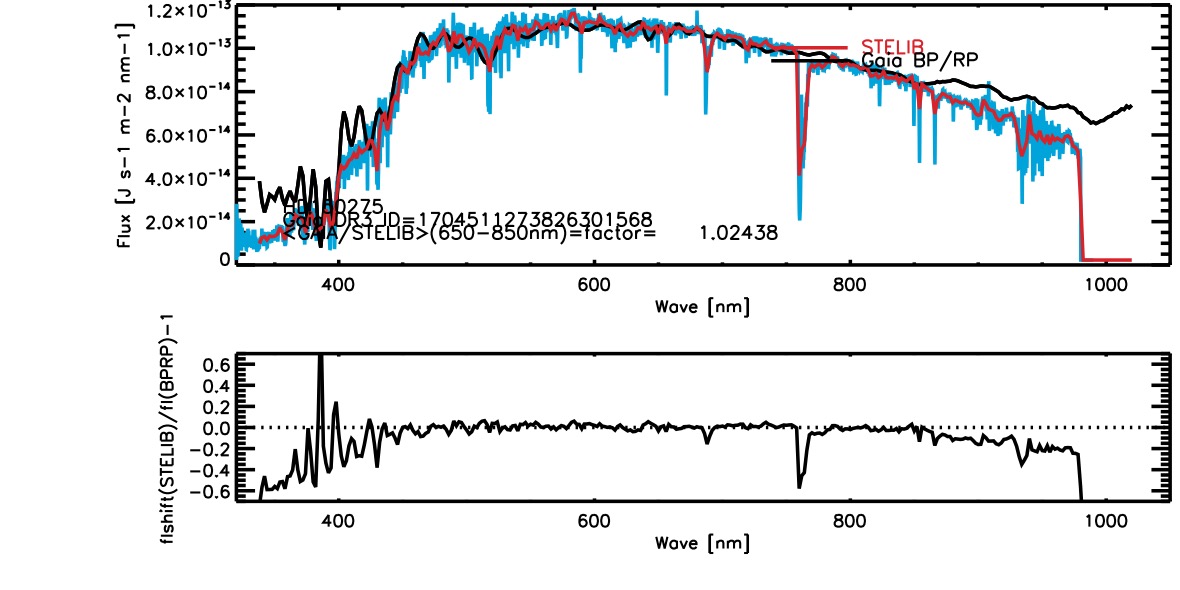 1.2×10−13
1.0×10−13
8.0×10−14
6.0×10−14
4.0×10−14
2.0×10−14
0
Flux [J s−1 m−2 nm−1]
STELIB
Gaia BP/RP
Gaia DR3 ID=1704511273826301568
<GAIA/STELIB>(650−850nm)=factor= 1.02438
400 600 800 1000
Wave [nm]
flshift(STELIB)/fl(BPRP)−1
0.6
0.4
0.2
0.0
−0.2
−0.4
−0.6
400 600 800 1000
Wave [nm]